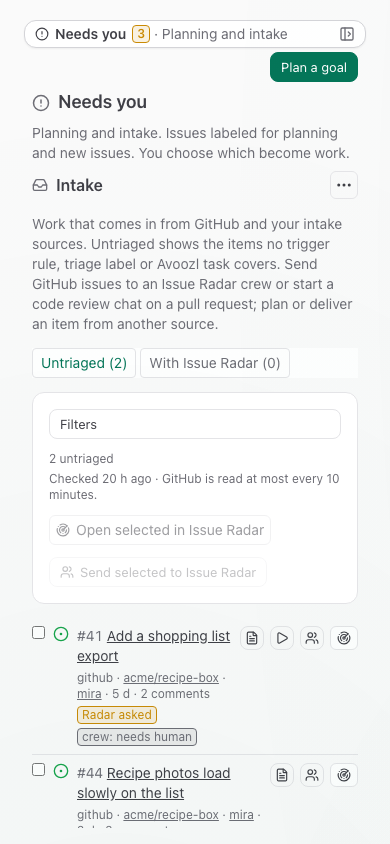 Needs you 3 · Planning and intake
Plan a goal
Needs you
Planning and intake. Issues labeled for planning
and new issues. You choose which become work.
Intake
Work that comes in from GitHub and your intake
sources. Untriaged shows the items no trigger
rule, triage label or Avoozl task covers. Send
GitHub issues to an Issue Radar crew or start a
code review chat on a pull request; plan or deliver
an item from another source.
Untriaged (2) With Issue Radar (0)
Filters
2 untriaged
Checked 20 h ago · GitHub is read at most every 10
minutes.
Open selected in Issue Radar
Send selected to Issue Radar
#41 Add a shopping list
export
github · acme/recipe-box ·
mira · 5 d · 2 comments
Radar asked
crew: needs human
#44 Recipe photos load
slowly on the list
github · acme/recipe-box · mira ·